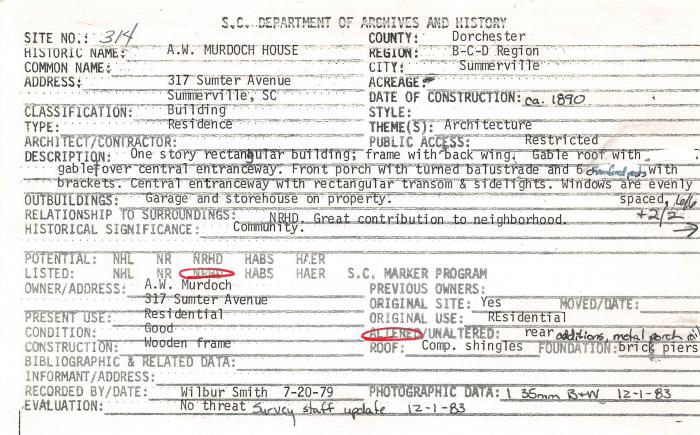 S.C. DEPARTMENT OF ARCHIVES AND HISTORY
SITE NO.: 314 COUNTY: Dorchester
HISTORIC NAME: A.W. MURDOCH HOUSE REGION: B-C-D Region
COMMON NAME: CITY: Summerville
ADDRESS: 317 Sumter Avenue ACREAGE:
Summerville, SC DATE OF CONSTRUCTION: ca. 1890
CLASSIFICATION: Building STYLE:
TYPE: Residence THEME(S): Architecture
ARCHITECT/CONTRACTOR: PUBLIC ACCESS: Restricted
DESCRIPTION: One story rectangular building; frame with back wing. Gable roof with
gable over central entranceway. Front porch with turned balustrade and 6 chamfered posts with
brackets. Central entranceway with rectangular transom & sidelights. Windows are evenly
OUTBUILDINGS: Garage and storehouse on property. spaced, 6/6
RELATIONSHIP TO SURROUNDINGS: NRHD. Great contribution to neighborhood. +2/2
HISTORICAL SIGNIFICANCE: Community. →
POTENTIAL: NHL NR NRHD HABS HAER
LISTED: NHL NR NRHD HABS HAER S.C. MARKER PROGRAM
OWNER/ADDRESS: A.W. Murdoch PREVIOUS OWNERS:
317 Sumter Avenue ORIGINAL SITE: Yes MOVED/DATE:
PRESENT USE: Residential ORIGINAL USE: REsidential
CONDITION: Good ALTERED/UNALTERED: rear additions, metal porch
CONSTRUCTION: Wooden frame ROOF: Comp. shingles FOUNDATION: brick piers
BIBLIOGRAPHIC & RELATED DATA:
INFORMANT/ADDRESS:
RECORDED BY/DATE: Wilbur Smith 7-20-79 PHOTOGRAPHIC DATA: 1 35mm B+W 12-1-83
EVALUATION: No threat Survey staff update 12-1-83